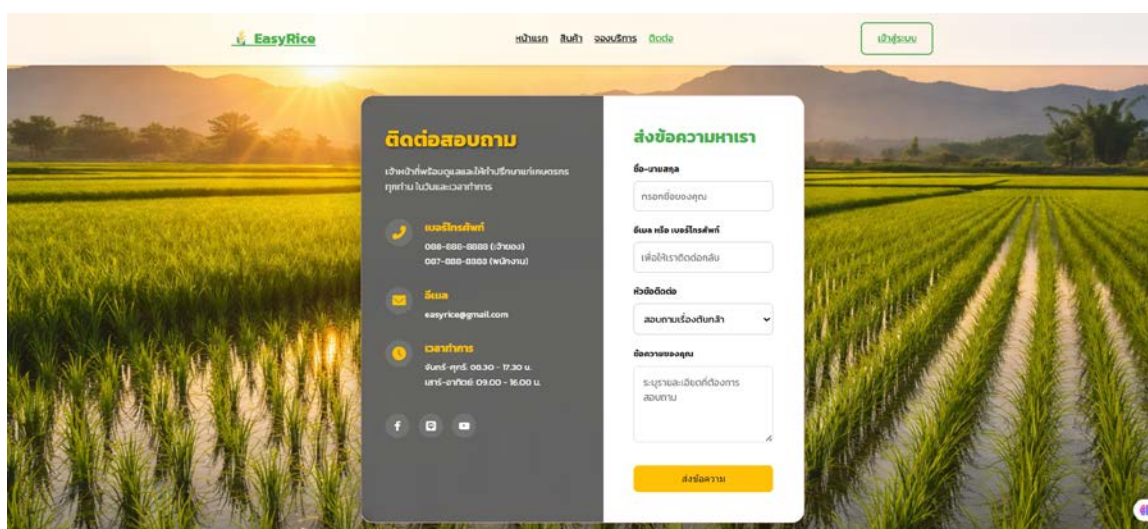 EasyRice
หน้าแรก สินค้า จองบริการ ติดต่อ
เข้าสู่ระบบ
ติดต่อสอบถาม
เจ้าหน้าที่พร้อมดูแลและให้คำปรึกษาแก่เกษตรกร
ทุกท่าน ในวันและเวลาทำการ
เบอร์โทรศัพท์
088-888-8888 (เจ้าของ)
087-888-8888 (พนักงาน)
อีเมล
easyrice@gmail.com
เวลาทำการ
จันทร์-ศุกร์: 08.30 - 17.30 น.
เสาร์-อาทิตย์: 09.00 - 16.00 น.
ส่งข้อความหาเรา
ชื่อ-นามสกุล
กรอกชื่อของคุณ
อีเมล หรือ เบอร์โทรศัพท์
เพื่อให้เราติดต่อกลับ
หัวข้อติดต่อ
สอบถามเรื่องต้นกล้า
ข้อความของคุณ
ระบุรายละเอียดที่ต้องการ
สอบถาม
ส่งข้อความ